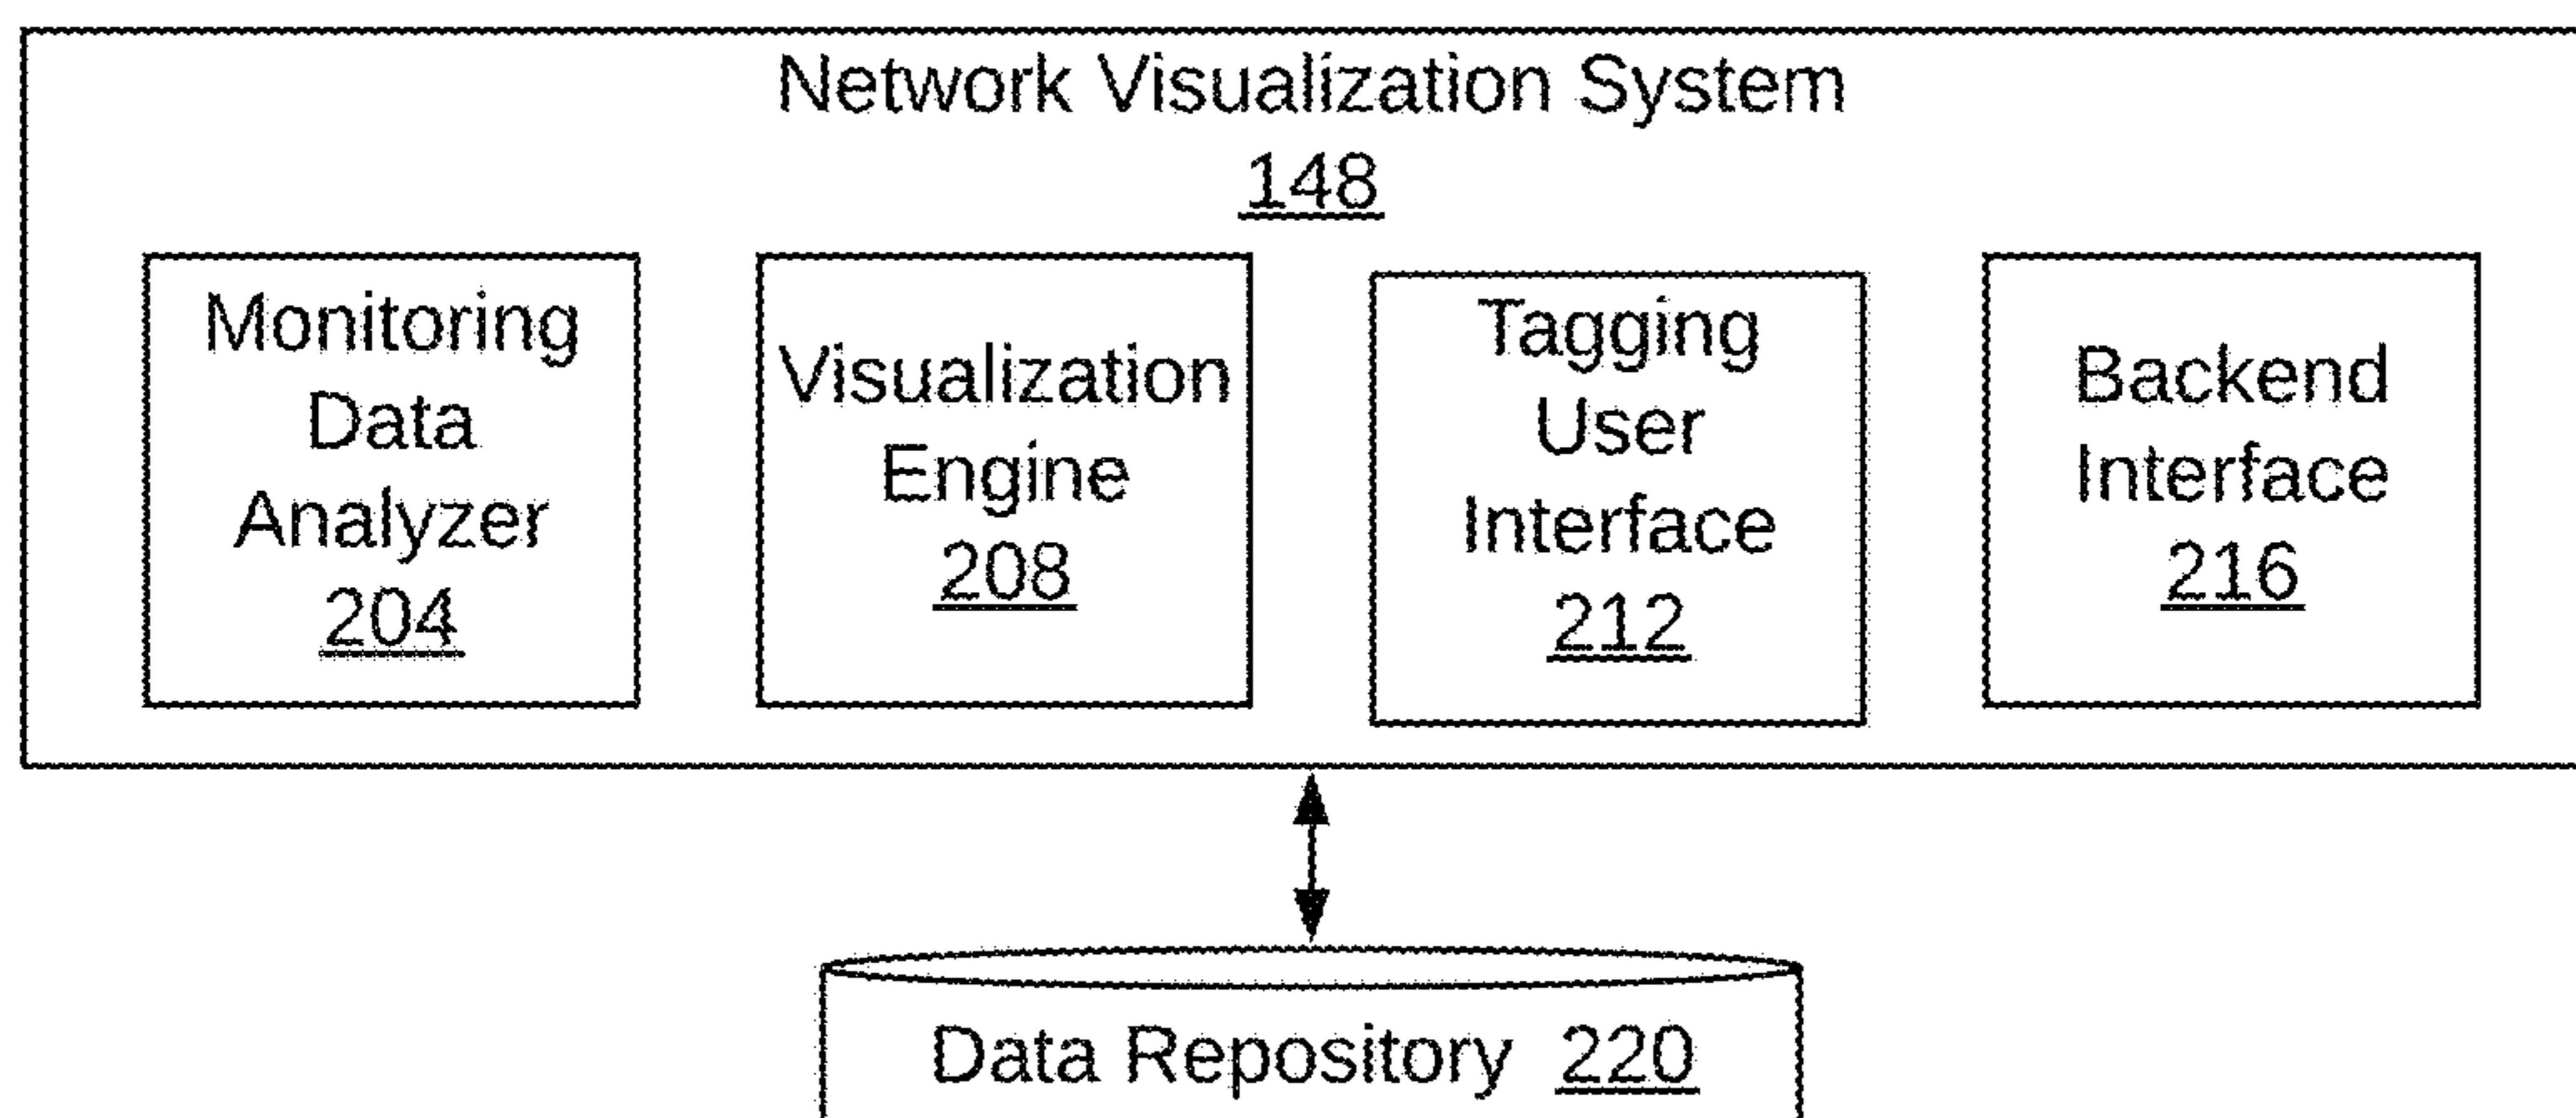 Network Visualization System
148
Monitoring
Data
Analyzer
204
Visualization
Engine
208
Tagging
User
Interface
212
Backend
Interface
216
Data Repository 220